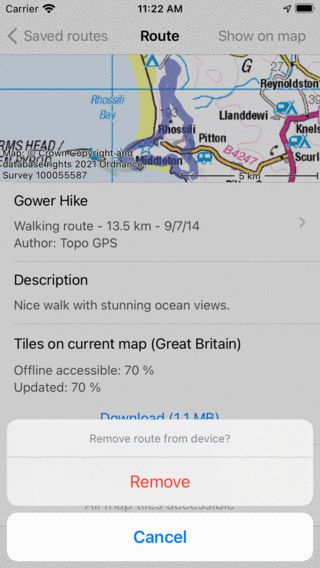 Carrier 11:22 AM
Saved routes Route Show on map
G
27
Reynoldston
Rhossili
Bay
193
Llanddewi
Rhossili
Pitton
Knels
RMS HEAD /
Map: © Crown Copyright and
database rights 2021 Ordnance
Survey 100055587
Middleton
B4247
Scurl
5 km
Gower Hike
Walking route - 13.5 km - 9/7/14
Author: Topo GPS
Description
Nice walk with stunning ocean views.
Tiles on current map (Great Britain)
Offline accessible: 70 %
Updated: 70 %
Download (1.1 MB)
Remove route from device?
Remove
All map tiles accessible
Cancel